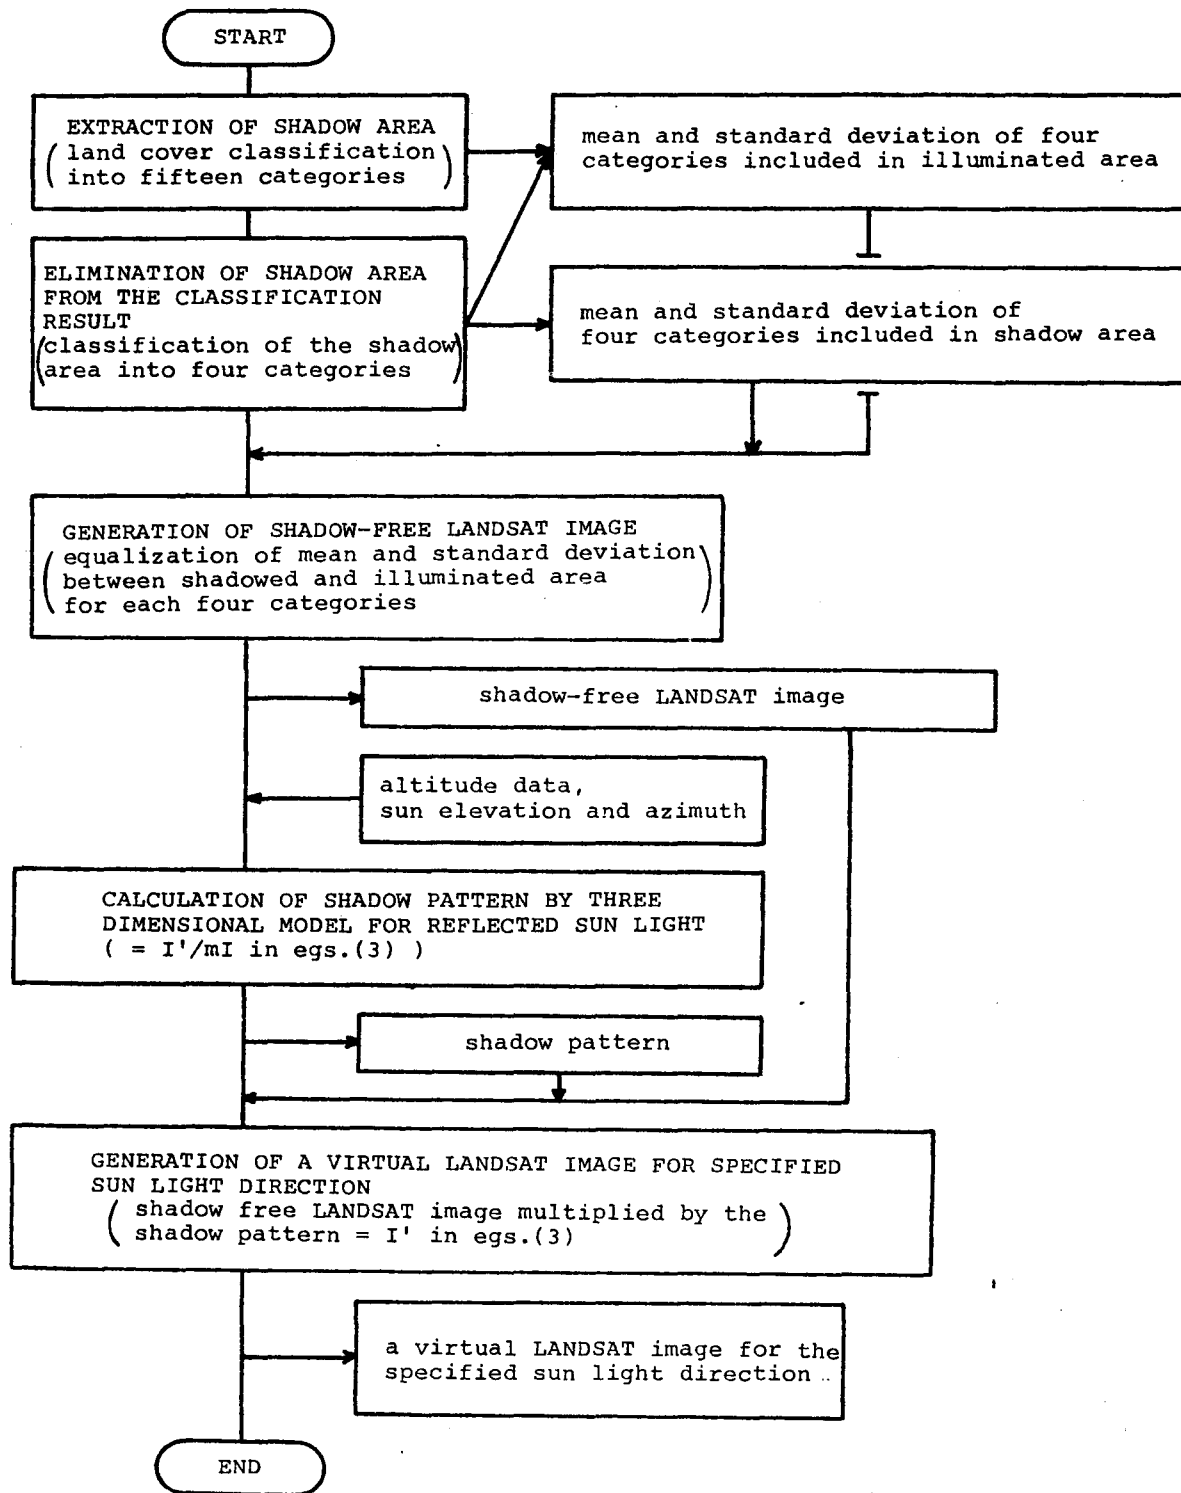 START
EXTRACTION OF SHADOW AREA
( land cover classification
into fifteen categories )
mean and standard deviation of four
categories included in illuminated area
ELIMINATION OF SHADOW AREA
FROM THE CLASSIFICATION
RESULT
(classification of the shadow
area into four categories )
mean and standard deviation of
four categories included in shadow area
GENERATION OF SHADOW-FREE LANDSAT IMAGE
( equalization of mean and standard deviation
between shadowed and illuminated area
for each four categories )
shadow-free LANDSAT image
altitude data,
sun elevation and azimuth
CALCULATION OF SHADOW PATTERN BY THREE
DIMENSIONAL MODEL FOR REFLECTED SUN LIGHT
( = I'/mI in egs.(3) )
shadow pattern
GENERATION OF A VIRTUAL LANDSAT IMAGE FOR SPECIFIED
SUN LIGHT DIRECTION
( shadow free LANDSAT image multiplied by the
shadow pattern = I' in egs.(3) )
a virtual LANDSAT image for the
specified sun light direction ..
END